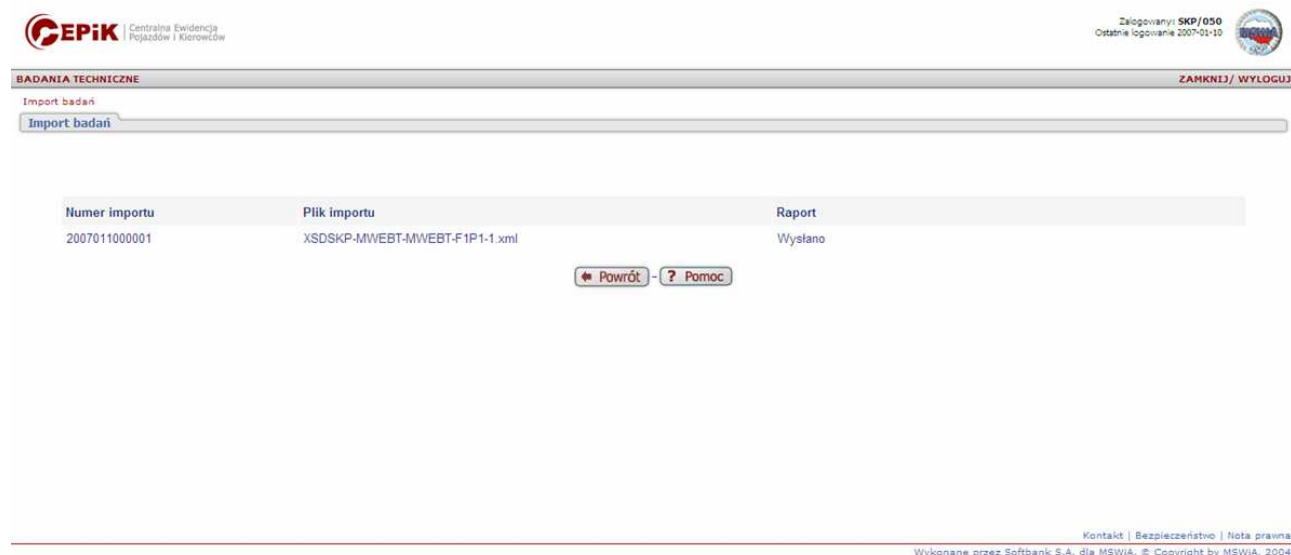 CEPiK Centralna Ewidencja
Pojazdów i Kierowców
Zalogowany: SKP/050
Ostatnie logowanie 2007-01-10
MSWiA
BADANIA TECHNICZNE ZAMKNIJ/ WYLOGUJ
Import badań
Import badań
Numer importu Plik importu Raport
2007011000001 XSDSKP-MWEBT-MWEBT-F1P1-1.xml Wysłano
Powrót - ? Pomoc
Kontakt | Bezpieczeństwo | Nota prawna
Wykonane przez Softbank S.A. dla MSWiA. © Copyright by MSWiA. 2004